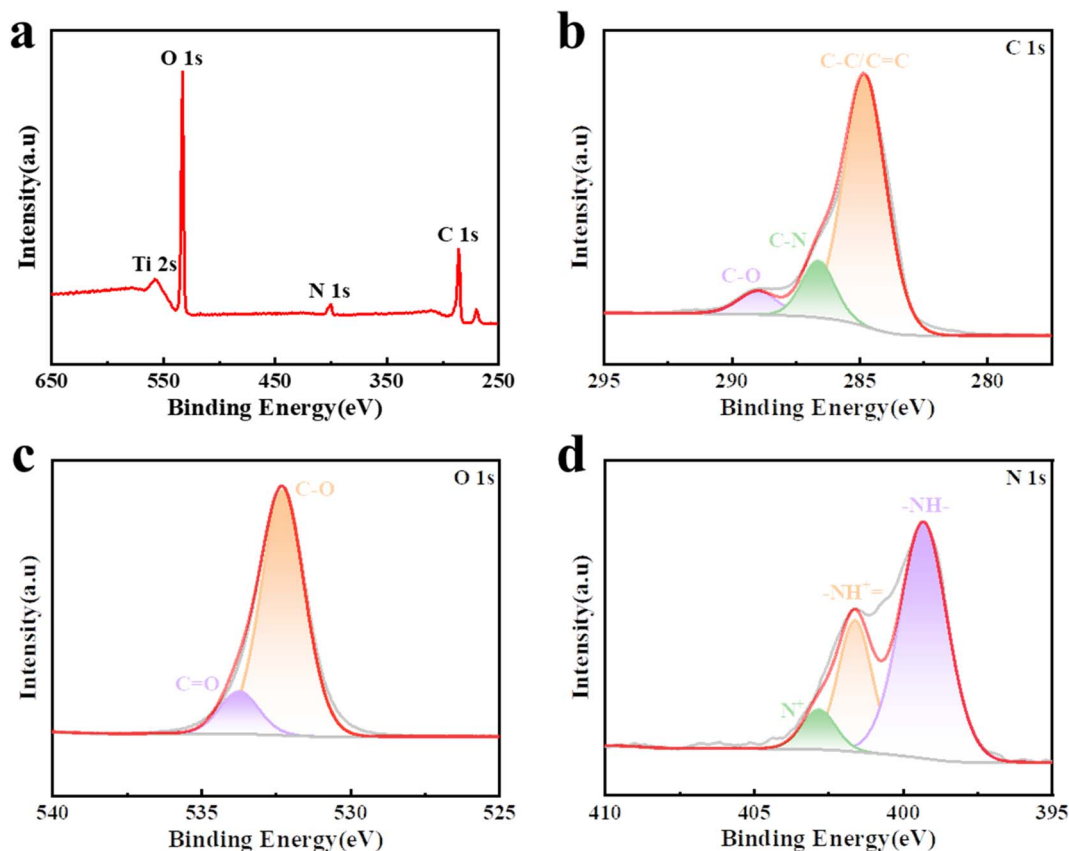 a
O 1s
Ti 2s
N 1s
C 1s
Intensity(a.u)
650 550 450 350 250
Binding Energy(eV)
b
C 1s
C-C/C=C
C-N
C-O
Intensity(a.u)
295 290 285 280
Binding Energy(eV)
c
O 1s
C-O
C=O
Intensity(a.u)
540 535 530 525
Binding Energy(eV)
d
N 1s
-NH-
-NH⁺=
N⁺
Intensity(a.u)
410 405 400 395
Binding Energy(eV)